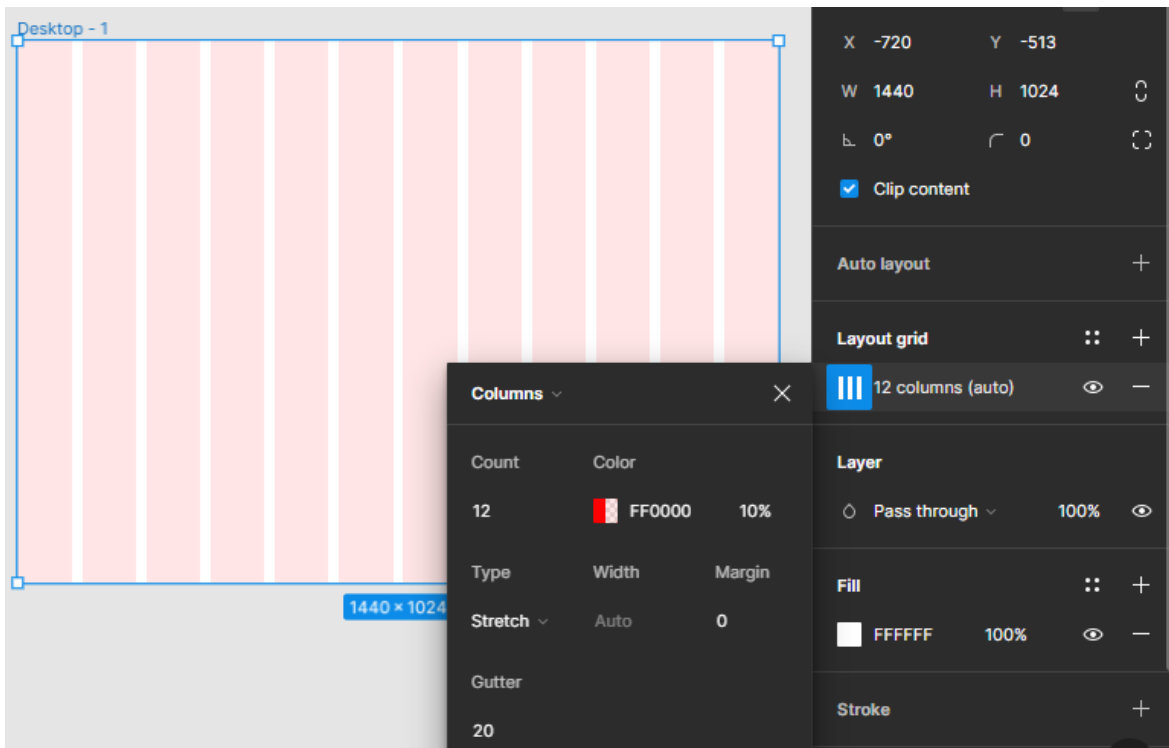 Desktop - 1
1440 × 1024
X -720 Y -513
W 1440 H 1024
0° 0
Clip content
Auto layout
Layout grid
12 columns (auto)
Layer
Pass through 100%
Fill
FFFFFF 100%
Stroke
Columns
Count Color
12 FF0000 10%
Type Width Margin
Stretch Auto 0
Gutter
20